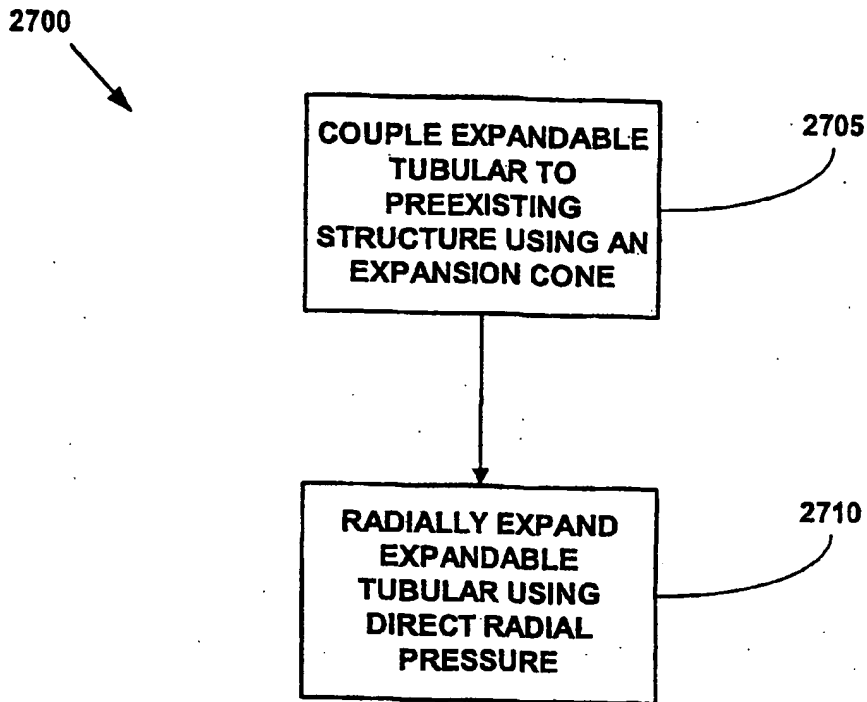 2700
COUPLE EXPANDABLE
TUBULAR TO
PREEXISTING
STRUCTURE USING AN
EXPANSION CONE
2705
RADIALLY EXPAND
EXPANDABLE
TUBULAR USING
DIRECT RADIAL
PRESSURE
2710